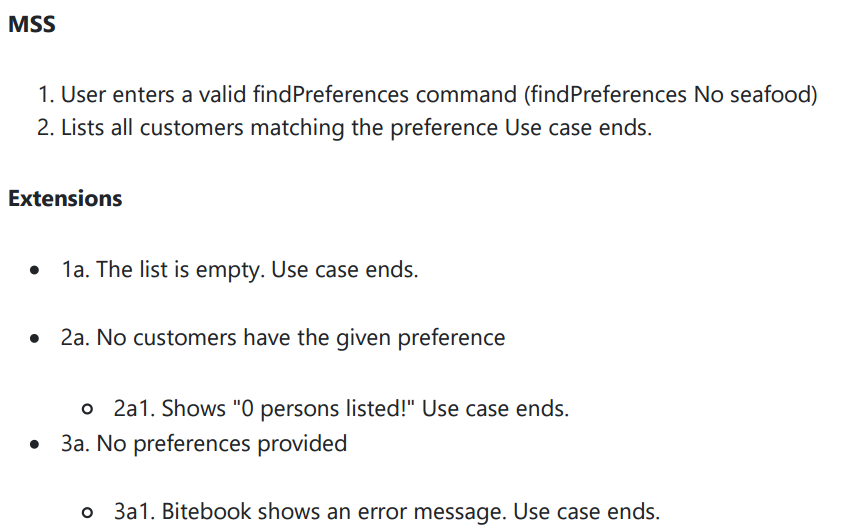 MSS
1. User enters a valid findPreferences command (findPreferences No seafood)
2. Lists all customers matching the preference Use case ends.
Extensions
• 1a. The list is empty. Use case ends.
• 2a. No customers have the given preference
○ 2a1. Shows "0 persons listed!" Use case ends.
• 3a. No preferences provided
○ 3a1. Bitebook shows an error message. Use case ends.